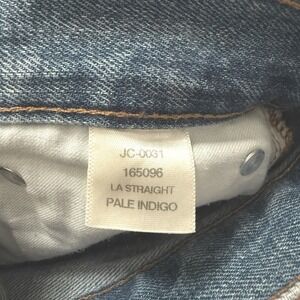 JC-0031
165096
LA STRAIGHT
PALE INDIGO